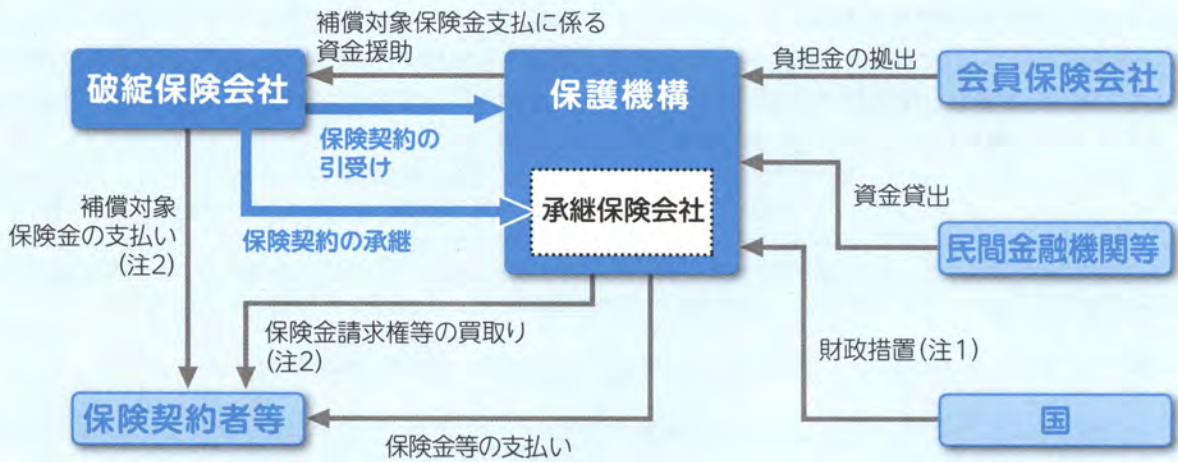 補償対象保険金支払に係る
資金援助
破綻保険会社
保護機構
負担金の拠出
会員保険会社
保険契約の
引受け
承継保険会社
資金貸出
補償対象
保険金の支払い
(注2)
保険契約の承継
民間金融機関等
保険金請求権等の買取り
(注2)
財政措置(注1)
保険契約者等
保険金等の支払い
国